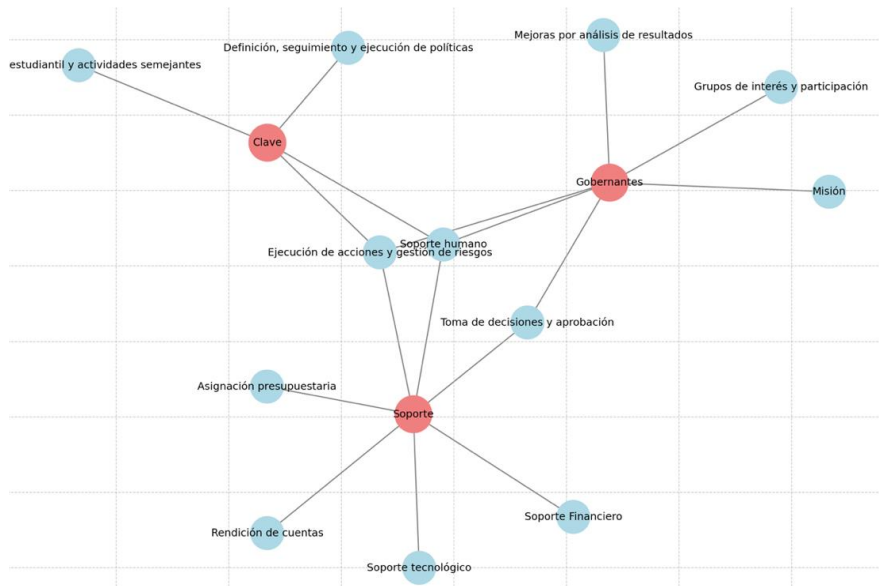 Mejoras por análisis de resultados
Definición, seguimiento y ejecución de políticas
estudiantil y actividades semejantes
Grupos de interés y participación
Clave
Gobernantes
Misión
Soporte humano
Ejecución de acciones y gestión de riesgos
Toma de decisiones y aprobación
Asignación presupuestaria
Soporte
Soporte Financiero
Rendición de cuentas
Soporte tecnológico